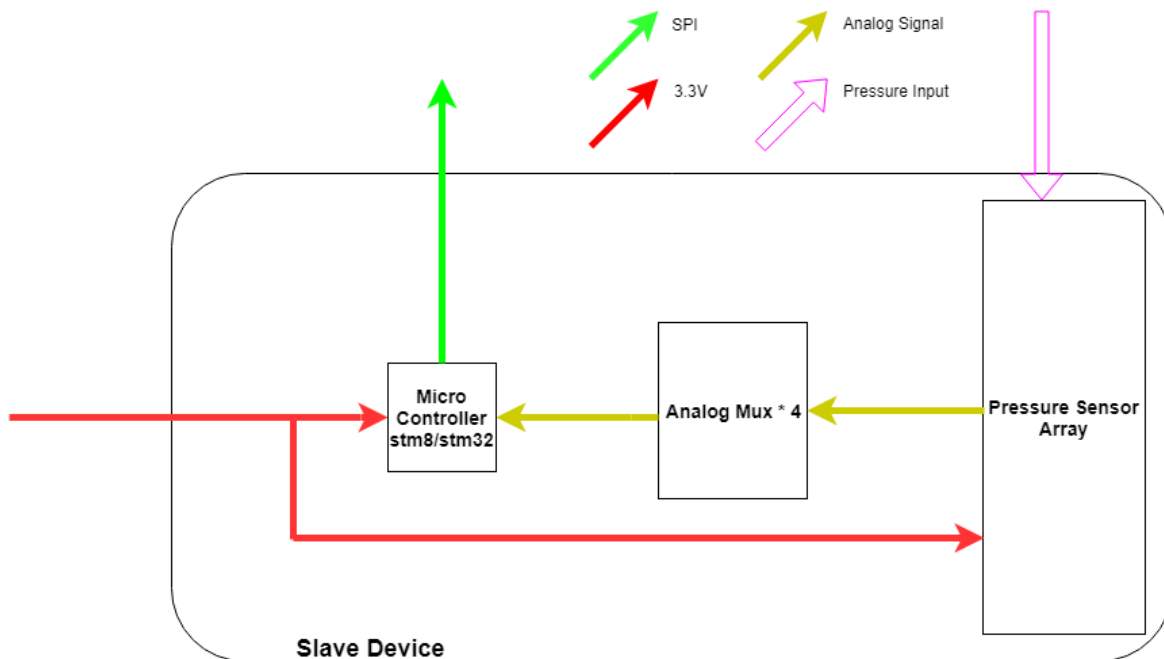 SPI
Analog Signal
3.3V
Pressure Input
Micro
Controller
stm8/stm32
Analog Mux * 4
Pressure Sensor
Array
Slave Device